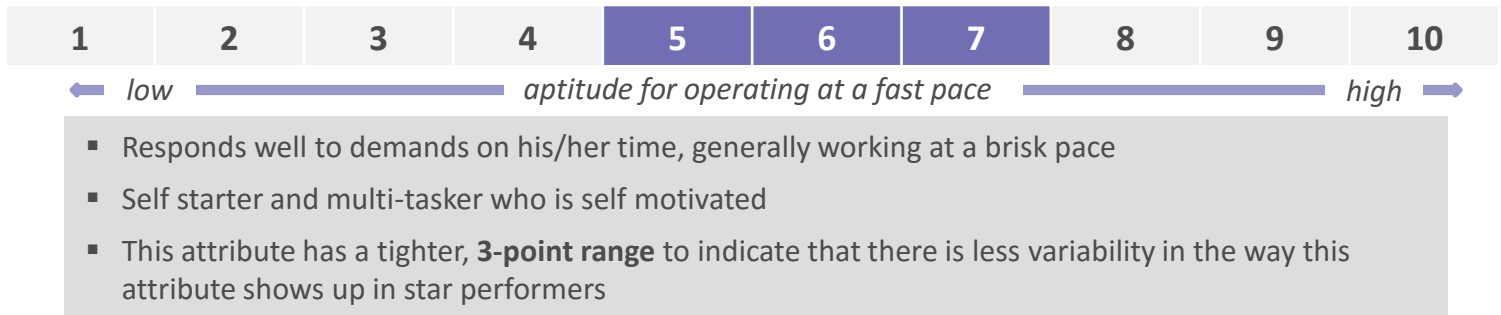 1 2 3 4 5 6 7 8 9 10
low aptitude for operating at a fast pace high
▪ Responds well to demands on his/her time, generally working at a brisk pace
▪ Self starter and multi-tasker who is self motivated
▪ This attribute has a tighter, 3-point range to indicate that there is less variability in the way this
attribute shows up in star performers